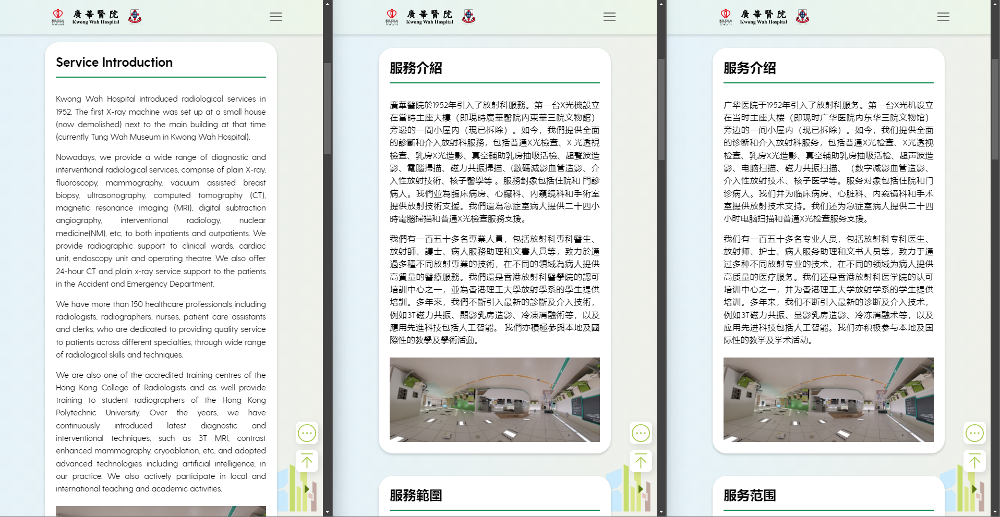 廣華醫院
Kwong Wah Hospital
Service Introduction
Kwong Wah Hospital introduced radiological services in
1952. The first X-ray machine was set up at a small house
(now demolished) next to the main building at that time
(currently Tung Wah Museum in Kwong Wah Hospital).
Nowadays, we provide a wide range of diagnostic and
interventional radiological services, comprise of plain X-ray,
fluoroscopy, mammography, vacuum assisted breast
biopsy, ultrasonography, computed tomography (CT),
magnetic resonance imaging (MRI), digital subtraction
angiography, interventional radiology, nuclear
medicine(NM), etc, to both inpatients and outpatients. We
provide radiographic support to clinical wards, cardiac
unit, endoscopy unit and operating theatre. We also offer
24-hour CT and plain x-ray service support to the patients
in the Accident and Emergency Department.
We have more than 150 healthcare professionals including
radiologists, radiographers, nurses, patient care assistants
and clerks, who are dedicated to providing quality service
to patients across different specialties, through wide range
of radiological skills and techniques.
We are also one of the accredited training centres of the
Hong Kong College of Radiologists and as well provide
training to student radiographers of the Hong Kong
Polytechnic University. Over the years, we have
continuously introduced latest diagnostic and
interventional techniques, such as 3T MRI, contrast
enhanced mammography, cryoablation, etc, and adopted
advanced technologies including artificial intelligence, in
our practice. We also actively participate in local and
international teaching and academic activities.
廣華醫院
Kwong Wah Hospital
服務介紹
廣華醫院於1952年引入了放射科服務。第一台X光機設立
在當時主座大樓（即現時廣華醫院內東華三院文物館）
旁邊的一間小屋內（現已拆除）。如今，我們提供全面
的診斷和介入放射科服務，包括普通X光檢查、X 光透視
檢查、乳房X光造影、真空輔助乳房抽吸活檢、超聲波造
影、電腦掃描、磁力共振掃描、(數碼減影血管造影、介
入性放射技術、核子醫學等 。服務對象包括住院和 門診
病人。我們並為臨床病房、心臟科、內窺鏡科和手術室
提供放射技術支援。我們還為急症室病人提供二十四小
時電腦掃描和普通X光檢查服務支援。
我們有一百五十多名專業人員，包括放射科專科醫生、
放射師、護士、病人服務助理和文書人員等，致力於通
過多種不同放射專業的技術，在不同的領域為病人提供
高質量的醫療服務。我們還是香港放射科醫學院的認可
培訓中心之一，並為香港理工大學放射學系的學生提供
培訓。多年來，我們不斷引入最新的診斷及介入技術，
例如3T磁力共振、顯影乳房造影、冷凍消融術等，以及
應用先進科技包括人工智能。 我們亦積極參與本地及國
際性的教學及學術活動。
服務範圍
廣華醫院
Kwong Wah Hospital
服务介绍
广华医院于1952年引入了放射科服务。第一台X光机设立
在当时主座大楼（即现时广华医院内东华三院文物馆）
旁边的一间小屋内（现已拆除）。如今，我们提供全面
的诊断和介入放射科服务，包括普通X光检查、X光透视
检查、乳房X光造影、真空辅助乳房抽吸活检、超声波造
影、电脑扫描、磁力共振扫描、（数字减影血管造影、
介入性放射技术、核子医学等。服务对象包括住院和门
诊病人。我们并为临床病房、心脏科、内窥镜科和手术
室提供放射技术支持。我们还为急症室病人提供二十四
小时电脑扫描和普通X光检查服务支援。
我们有一百五十多名专业人员，包括放射科专科医生、
放射师、护士、病人服务助理和文书人员等，致力于通
过多种不同放射专业的技术，在不同的领域为病人提供
高质量的医疗服务。我们还是香港放射科医学院的认可
培训中心之一，并为香港理工大学放射学系的学生提供
培训。多年来，我们不断引入最新的诊断及介入技术，
例如3T磁力共振、显影乳房造影、冷冻消融术等，以及
应用先进科技包括人工智能。我们亦积极参与本地及国
际性的教学及学术活动。
服务范围